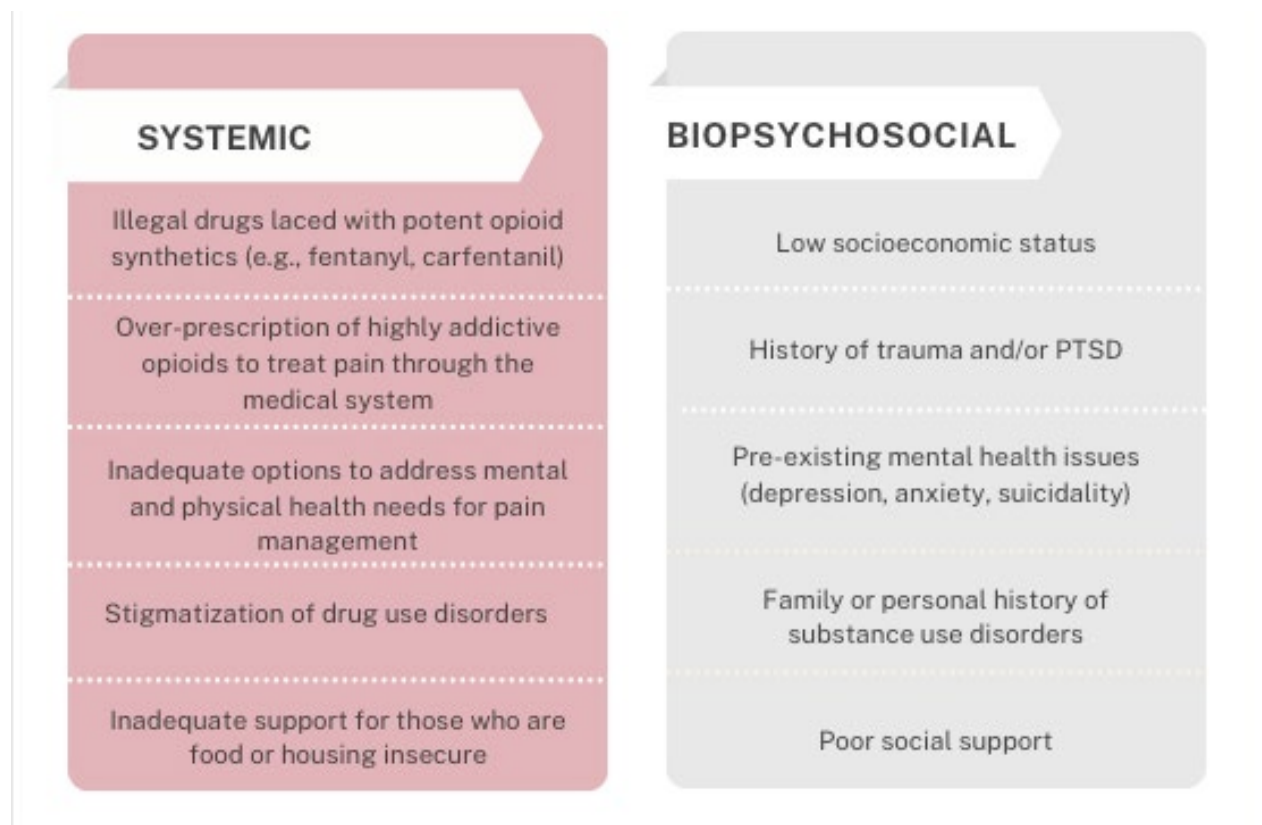 SYSTEMIC
Illegal drugs laced with potent opioid
synthetics (e.g., fentanyl, carfentanil)
Over-prescription of highly addictive
opioids to treat pain through the
medical system
Inadequate options to address mental
and physical health needs for pain
management
Stigmatization of drug use disorders
Inadequate support for those who are
food or housing insecure
BIOPSYCHOSOCIAL
Low socioeconomic status
History of trauma and/or PTSD
Pre-existing mental health issues
(depression, anxiety, suicidality)
Family or personal history of
substance use disorders
Poor social support